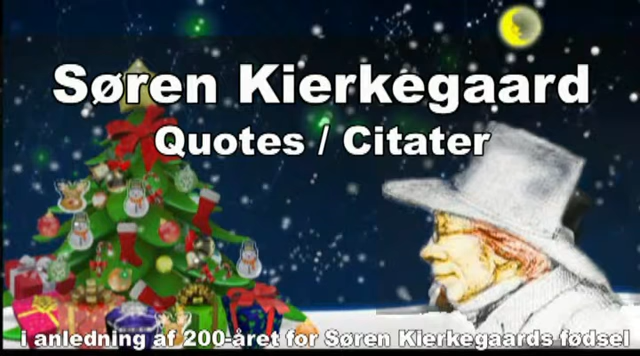 Søren Kierkegaard
Quotes / Citater
i anledning af 200-året for Søren Kierkegaards fødsel